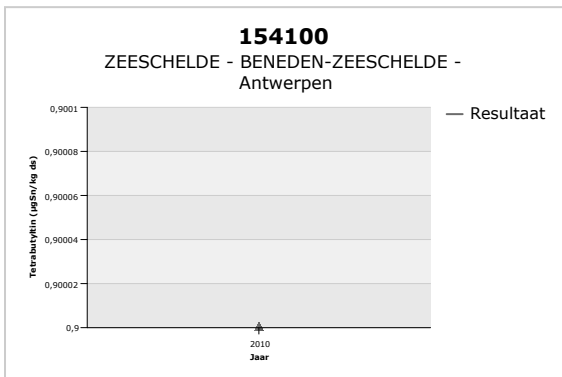 154100
ZEESCHELDE - BENEDEN-ZEESCHELDE -
Antwerpen
Resultaat
Tetrabutyltin (µgSn/kg ds)
0,9001
0,90008
0,90006
0,90004
0,90002
0,9
2010
Jaar